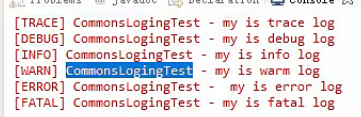 Problems @ Javadoc Declaration Console
[TRACE] CommonsLogingTest - my is trace log
[DEBUG] CommonsLogingTest - my is debug log
[INFO] CommonsLogingTest - my is info log
[WARN] CommonsLogingTest - my is warm log
[ERROR] CommonsLogingTest -  my is error log
[FATAL] CommonsLogingTest - my is fatal log